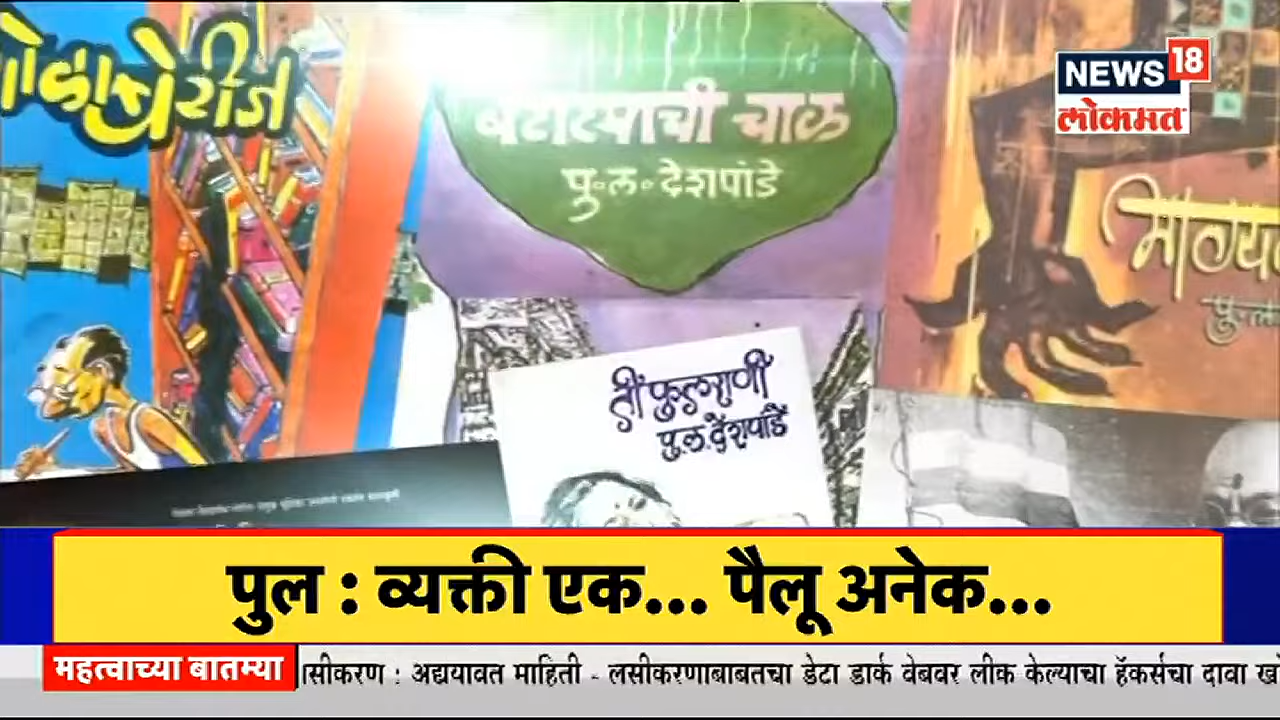 NEWS 18
लोकमत
बटाट्याची चाळ
पु॰ल॰देशपांडे
ती फुलराणी
पु.ल.देशपांडे
पुल : व्यक्ती एक... पैलू अनेक...
महत्वाच्या बातम्या
सीकरण : अद्ययावत माहिती - लसीकरणाबाबतचा डेटा डार्क वेबवर लीक केल्याचा हॅकर्सचा दावा